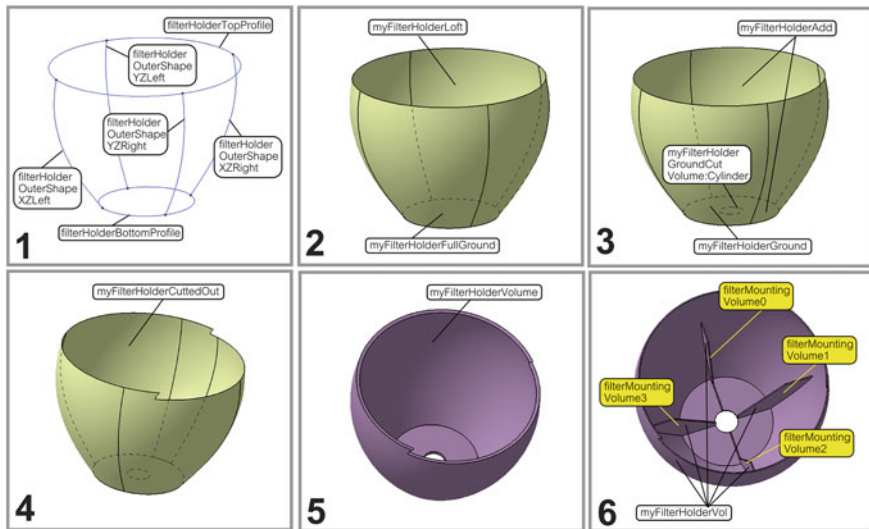 filterHolderTopProfile
filterHolder
OuterShape
YZLeft
filterHolder
OuterShape
YZRight
filterHolder
OuterShape
XZRight
filterHolder
OuterShape
XZLeft
filterHolderBottomProfile
1
myFilterHolderLoft
myFilterHolderFullGround
2
myFilterHolderAdd
myFilterHolder
GroundCut
Volume:Cylinder
myFilterHolderGround
3
myFilterHolderCuttedOut
4
myFilterHolderVolume
5
filterMounting
Volume0
filterMounting
Volume1
filterMounting
Volume3
filterMounting
Volume2
myFilterHolderVol
6